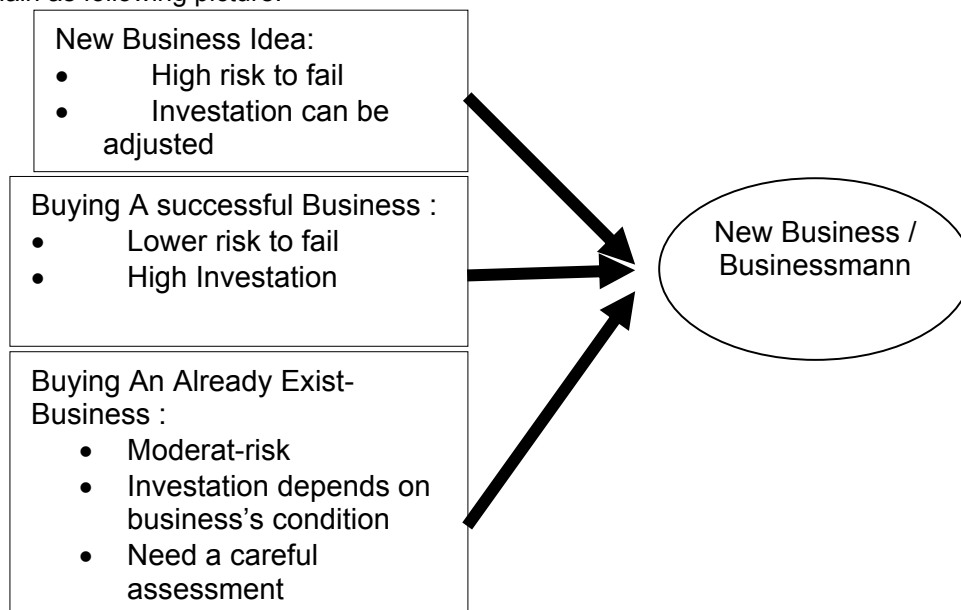 as following picture:
New Business Idea:
• High risk to fail
• Investation can be
adjusted
Buying A successful Business :
• Lower risk to fail
• High Investation
Buying An Already Exist-
Business :
• Moderat-risk
• Investation depends on
business’s condition
• Need a careful
assessment
New Business /
Businessmann